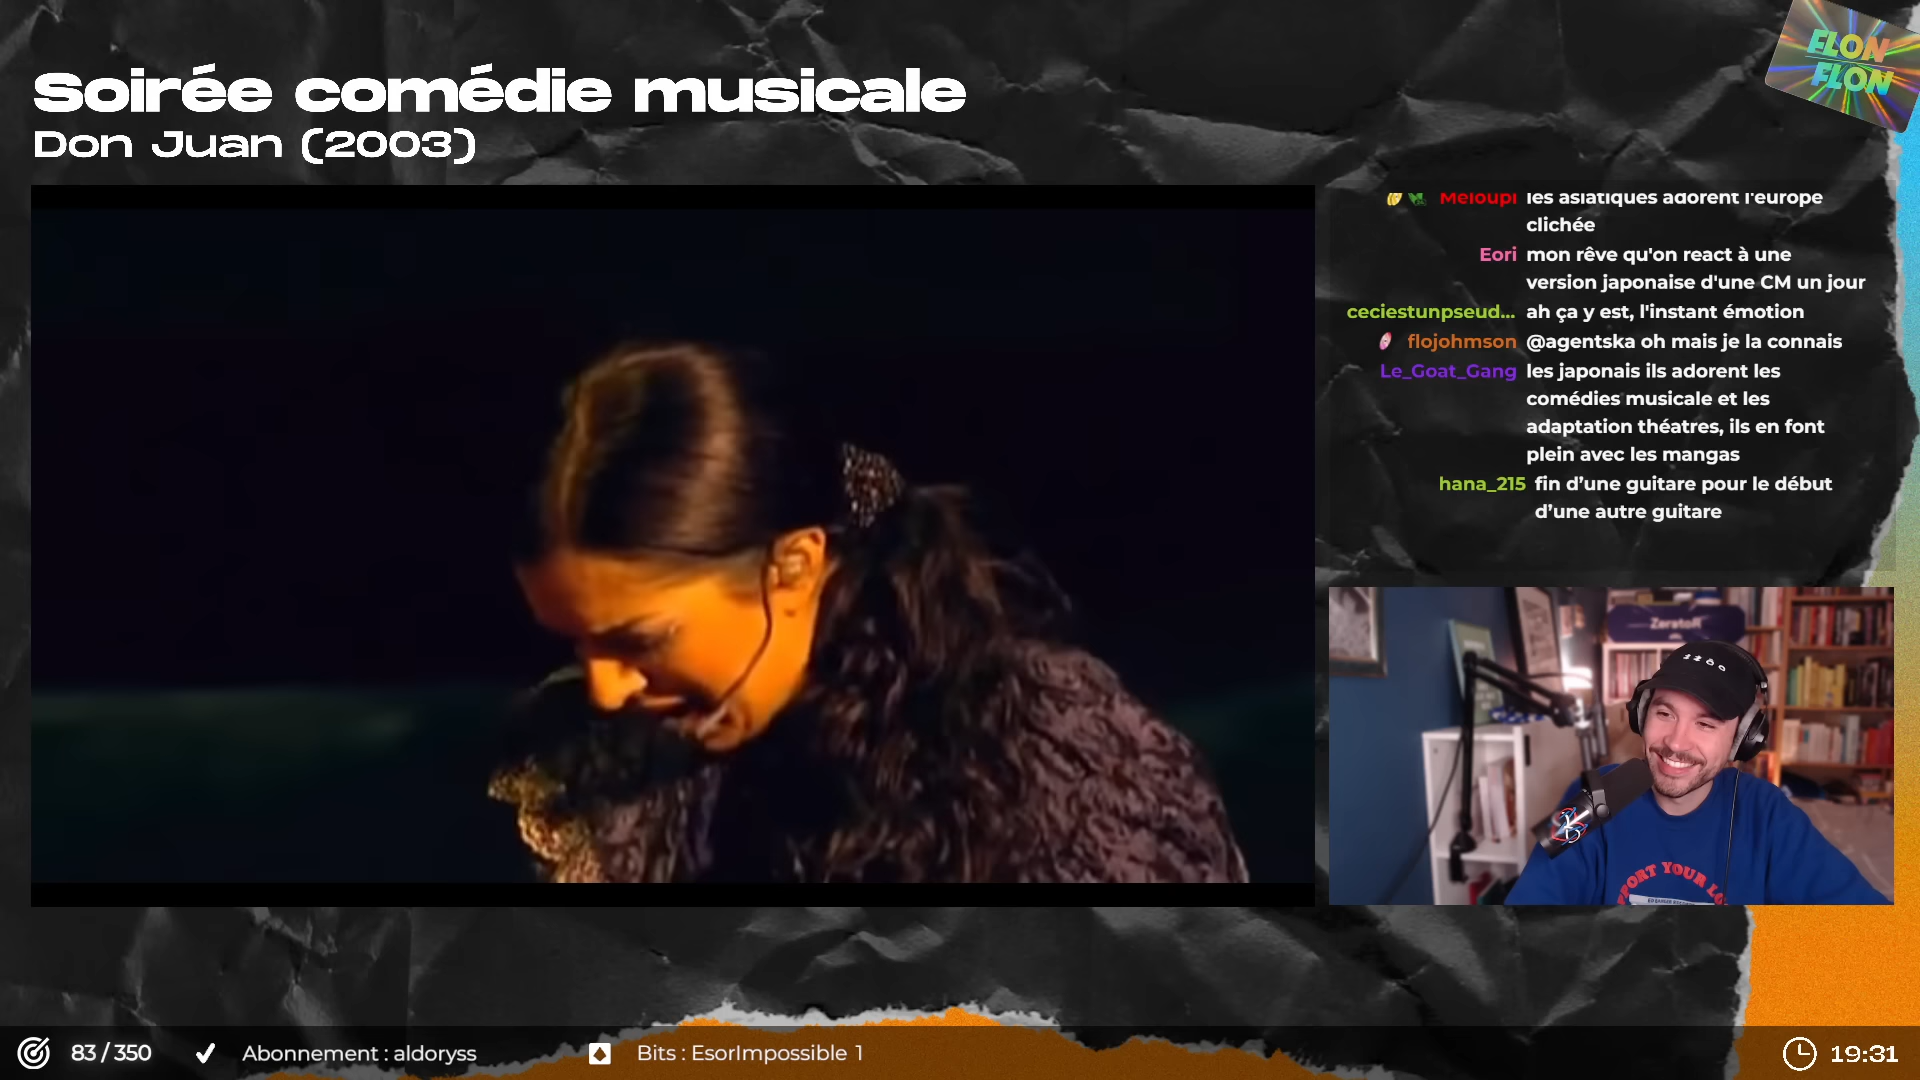 Soirée comédie musicale
Don Juan (2003)
FLON
FLON
Meloupi les asiatiques adorent l'europe
clichée
Eori mon rêve qu'on react à une
version japonaise d'une CM un jour
ceciestunpseud... ah ça y est, l'instant émotion
flojohmson @agentska oh mais je la connais
Le_Goat_Gang les japonais ils adorent les
comédies musicale et les
adaptation théatres, ils en font
plein avec les mangas
hana_215 fin d’une guitare pour le début
d’une autre guitare
ZeratoR
PORT YOUR LO
83 / 350
Abonnement : aldoryss
Bits : EsorImpossible 1
19:31